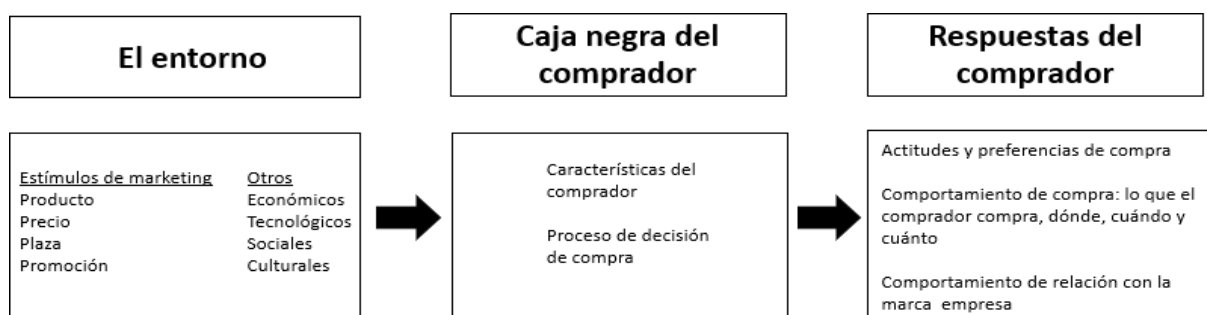 El entorno
Caja negra del
comprador
Respuestas del
comprador
Estímulos de marketing
Producto
Precio
Plaza
Promoción
Otros
Económicos
Tecnológicos
Sociales
Culturales
Características del
comprador
Proceso de decisión
de compra
Actitudes y preferencias de compra
Comportamiento de compra: lo que el
comprador compra, dónde, cuándo y
cuánto
Comportamiento de relación con la
marca empresa